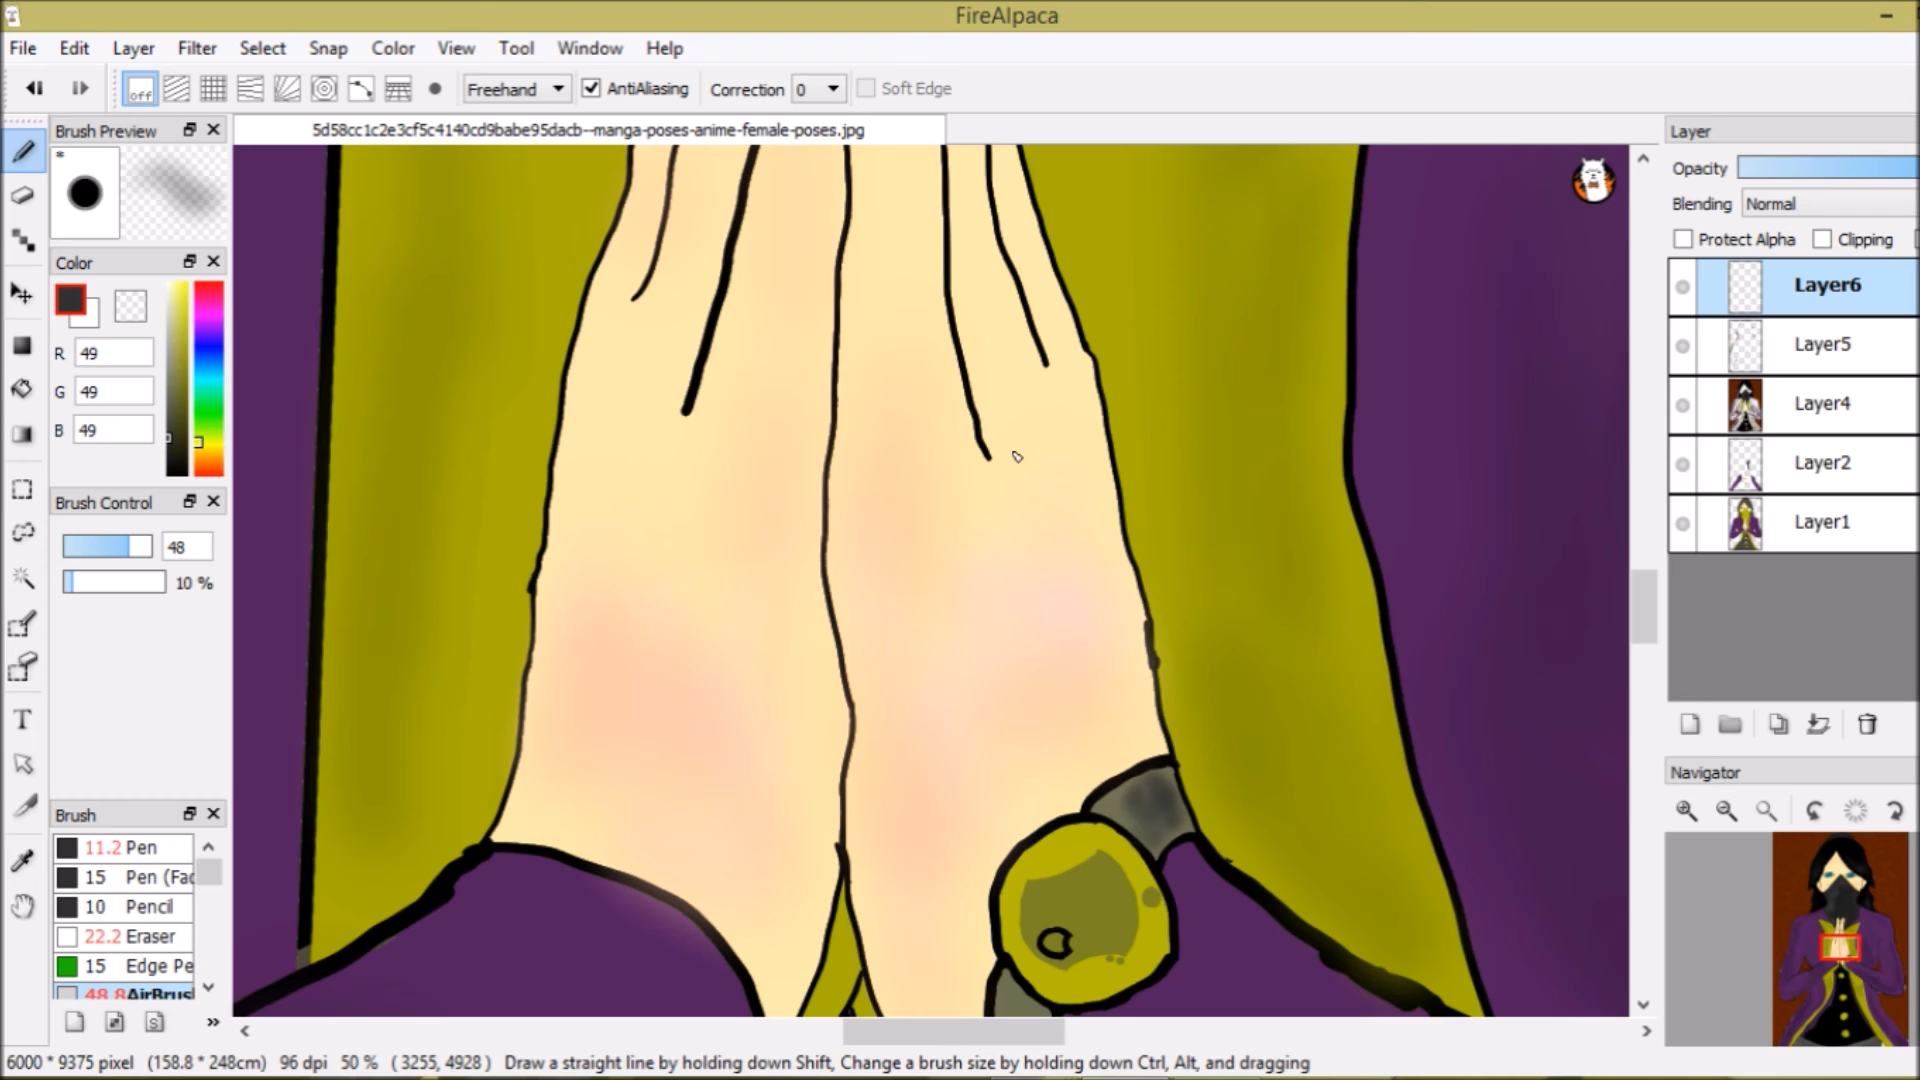 FireAlpaca
File Edit Layer Filter Select Snap Color View Tool Window Help
off Freehand AntiAliasing Correction 0 Soft Edge
Brush Preview
5d58cc1c2e3cf5c4140cd9babe95dacb--manga-poses-anime-female-poses.jpg
Layer
*
Opacity
Blending Normal
Protect Alpha Clipping
Color
R 49
G 49
B 49
Layer6
Layer5
Layer4
Layer2
Layer1
Brush Control
48
10 %
T
Navigator
Brush
11.2 Pen
15 Pen (Fad
10 Pencil
22.2 Eraser
15 Edge Pe
48.8 AirBrush
S
6000 * 9375 pixel (158.8 * 248cm) 96 dpi 50 % ( 3255, 4928 ) Draw a straight line by holding down Shift, Change a brush size by holding down Ctrl, Alt, and dragging